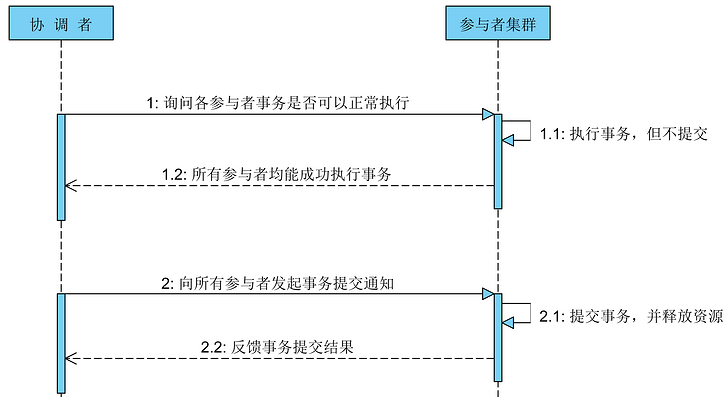 协 调 者
参与者集群
1: 询问各参与者事务是否可以正常执行
1.1: 执行事务，但不提交
1.2: 所有参与者均能成功执行事务
2: 向所有参与者发起事务提交通知
2.1: 提交事务，并释放资源
2.2: 反馈事务提交结果